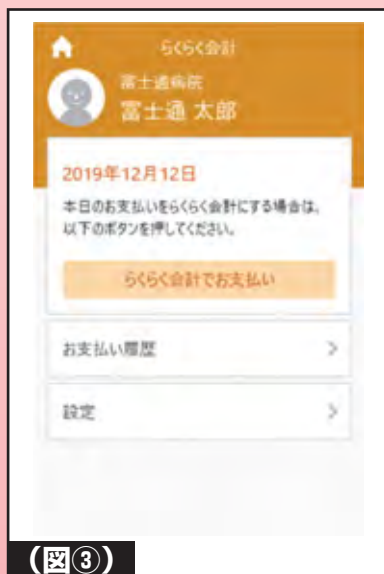 らくらく会計
富士通病院
富士通 太郎
2019年12月12日
本日のお支払いをらくらく会計にする場合は、
以下のボタンを押してください。
らくらく会計でお支払い
お支払い履歴
設定
(図③)